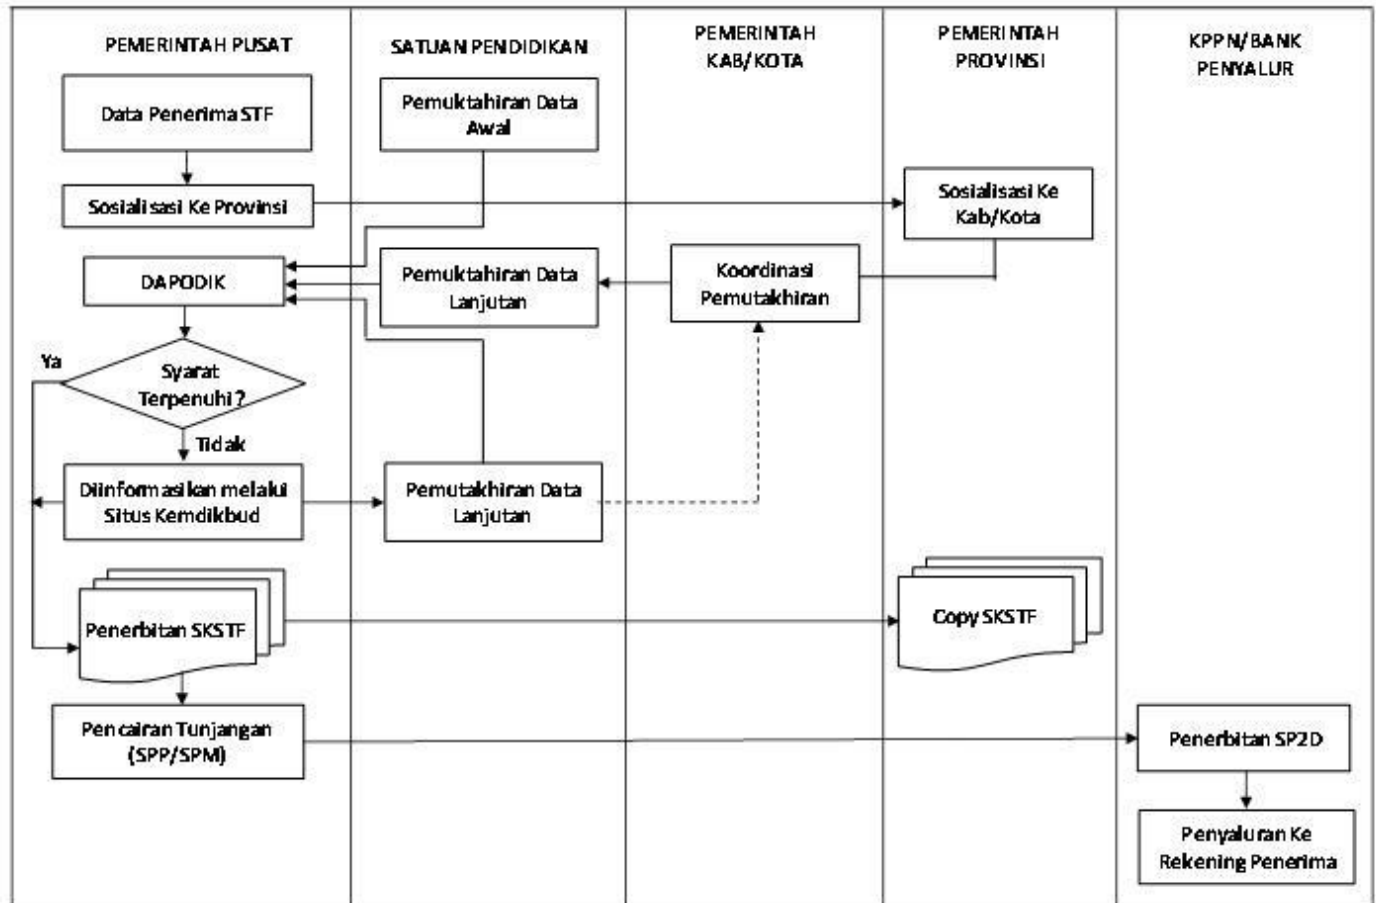 PEMERINTAH PUSAT
SATUAN PENDIDIKAN
PEMERINTAH
KAB/KOTA
PEMERINTAH
PROVINSI
KPPN/BANK
PENYALUR
Data Penerima STF
Pemuktahiran Data
Awal
Sosialisasi Ke Provinsi
Sosialisasi Ke
Kab/Kota
DAPODIK
Pemuktahiran Data
Lanjutan
Koordinasi
Pemutakhiran
Ya
Syarat
Terpenuhi?
Tidak
Diinformasikan melalui
Situs Kemdikbud
Pemutakhiran Data
Lanjutan
Penerbitan SKSTF
Copy SKSTF
Pencairan Tunjangan
(SPP/SPM)
Penerbitan SP2D
Penyaluran Ke
Rekening Penerima